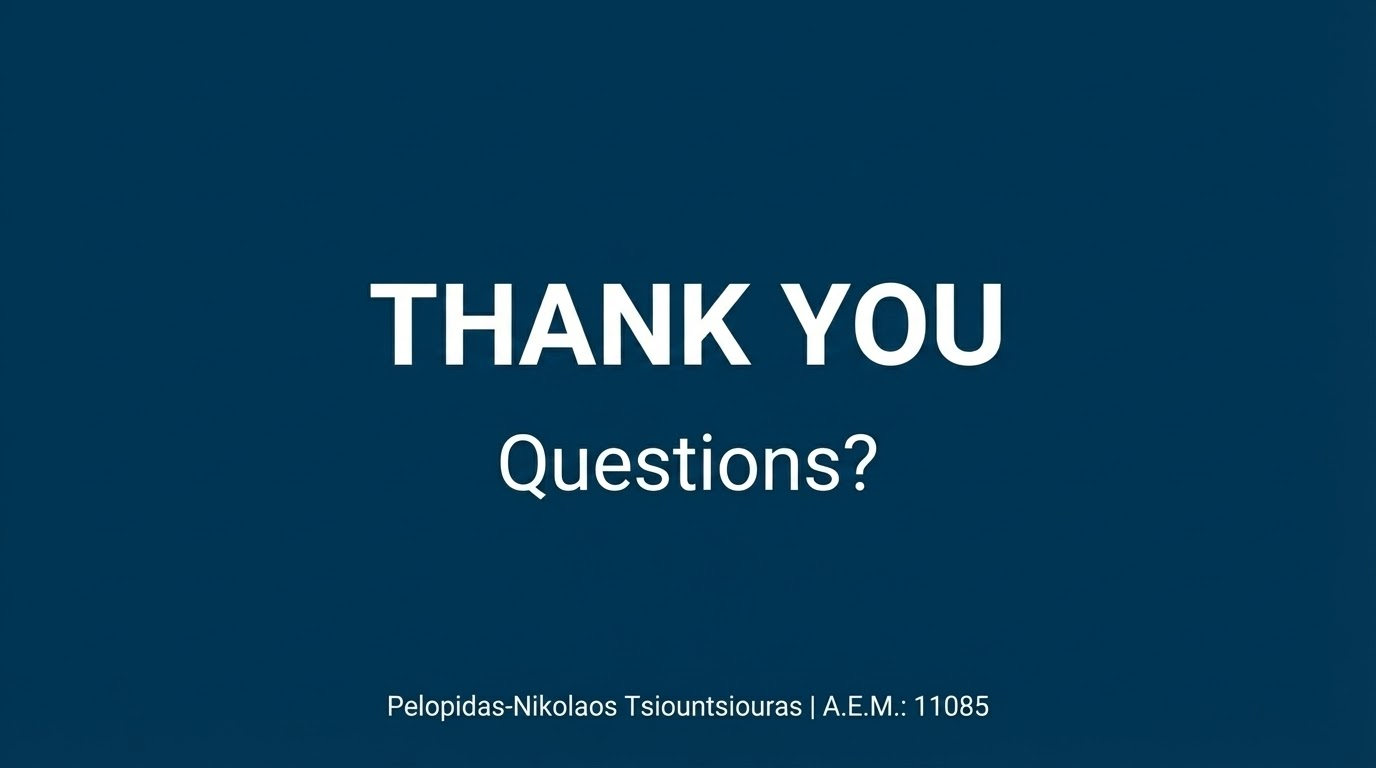 THANK YOU
Questions?
Pelopidas-Nikolaos Tsiountsiouras | A.E.M.: 11085